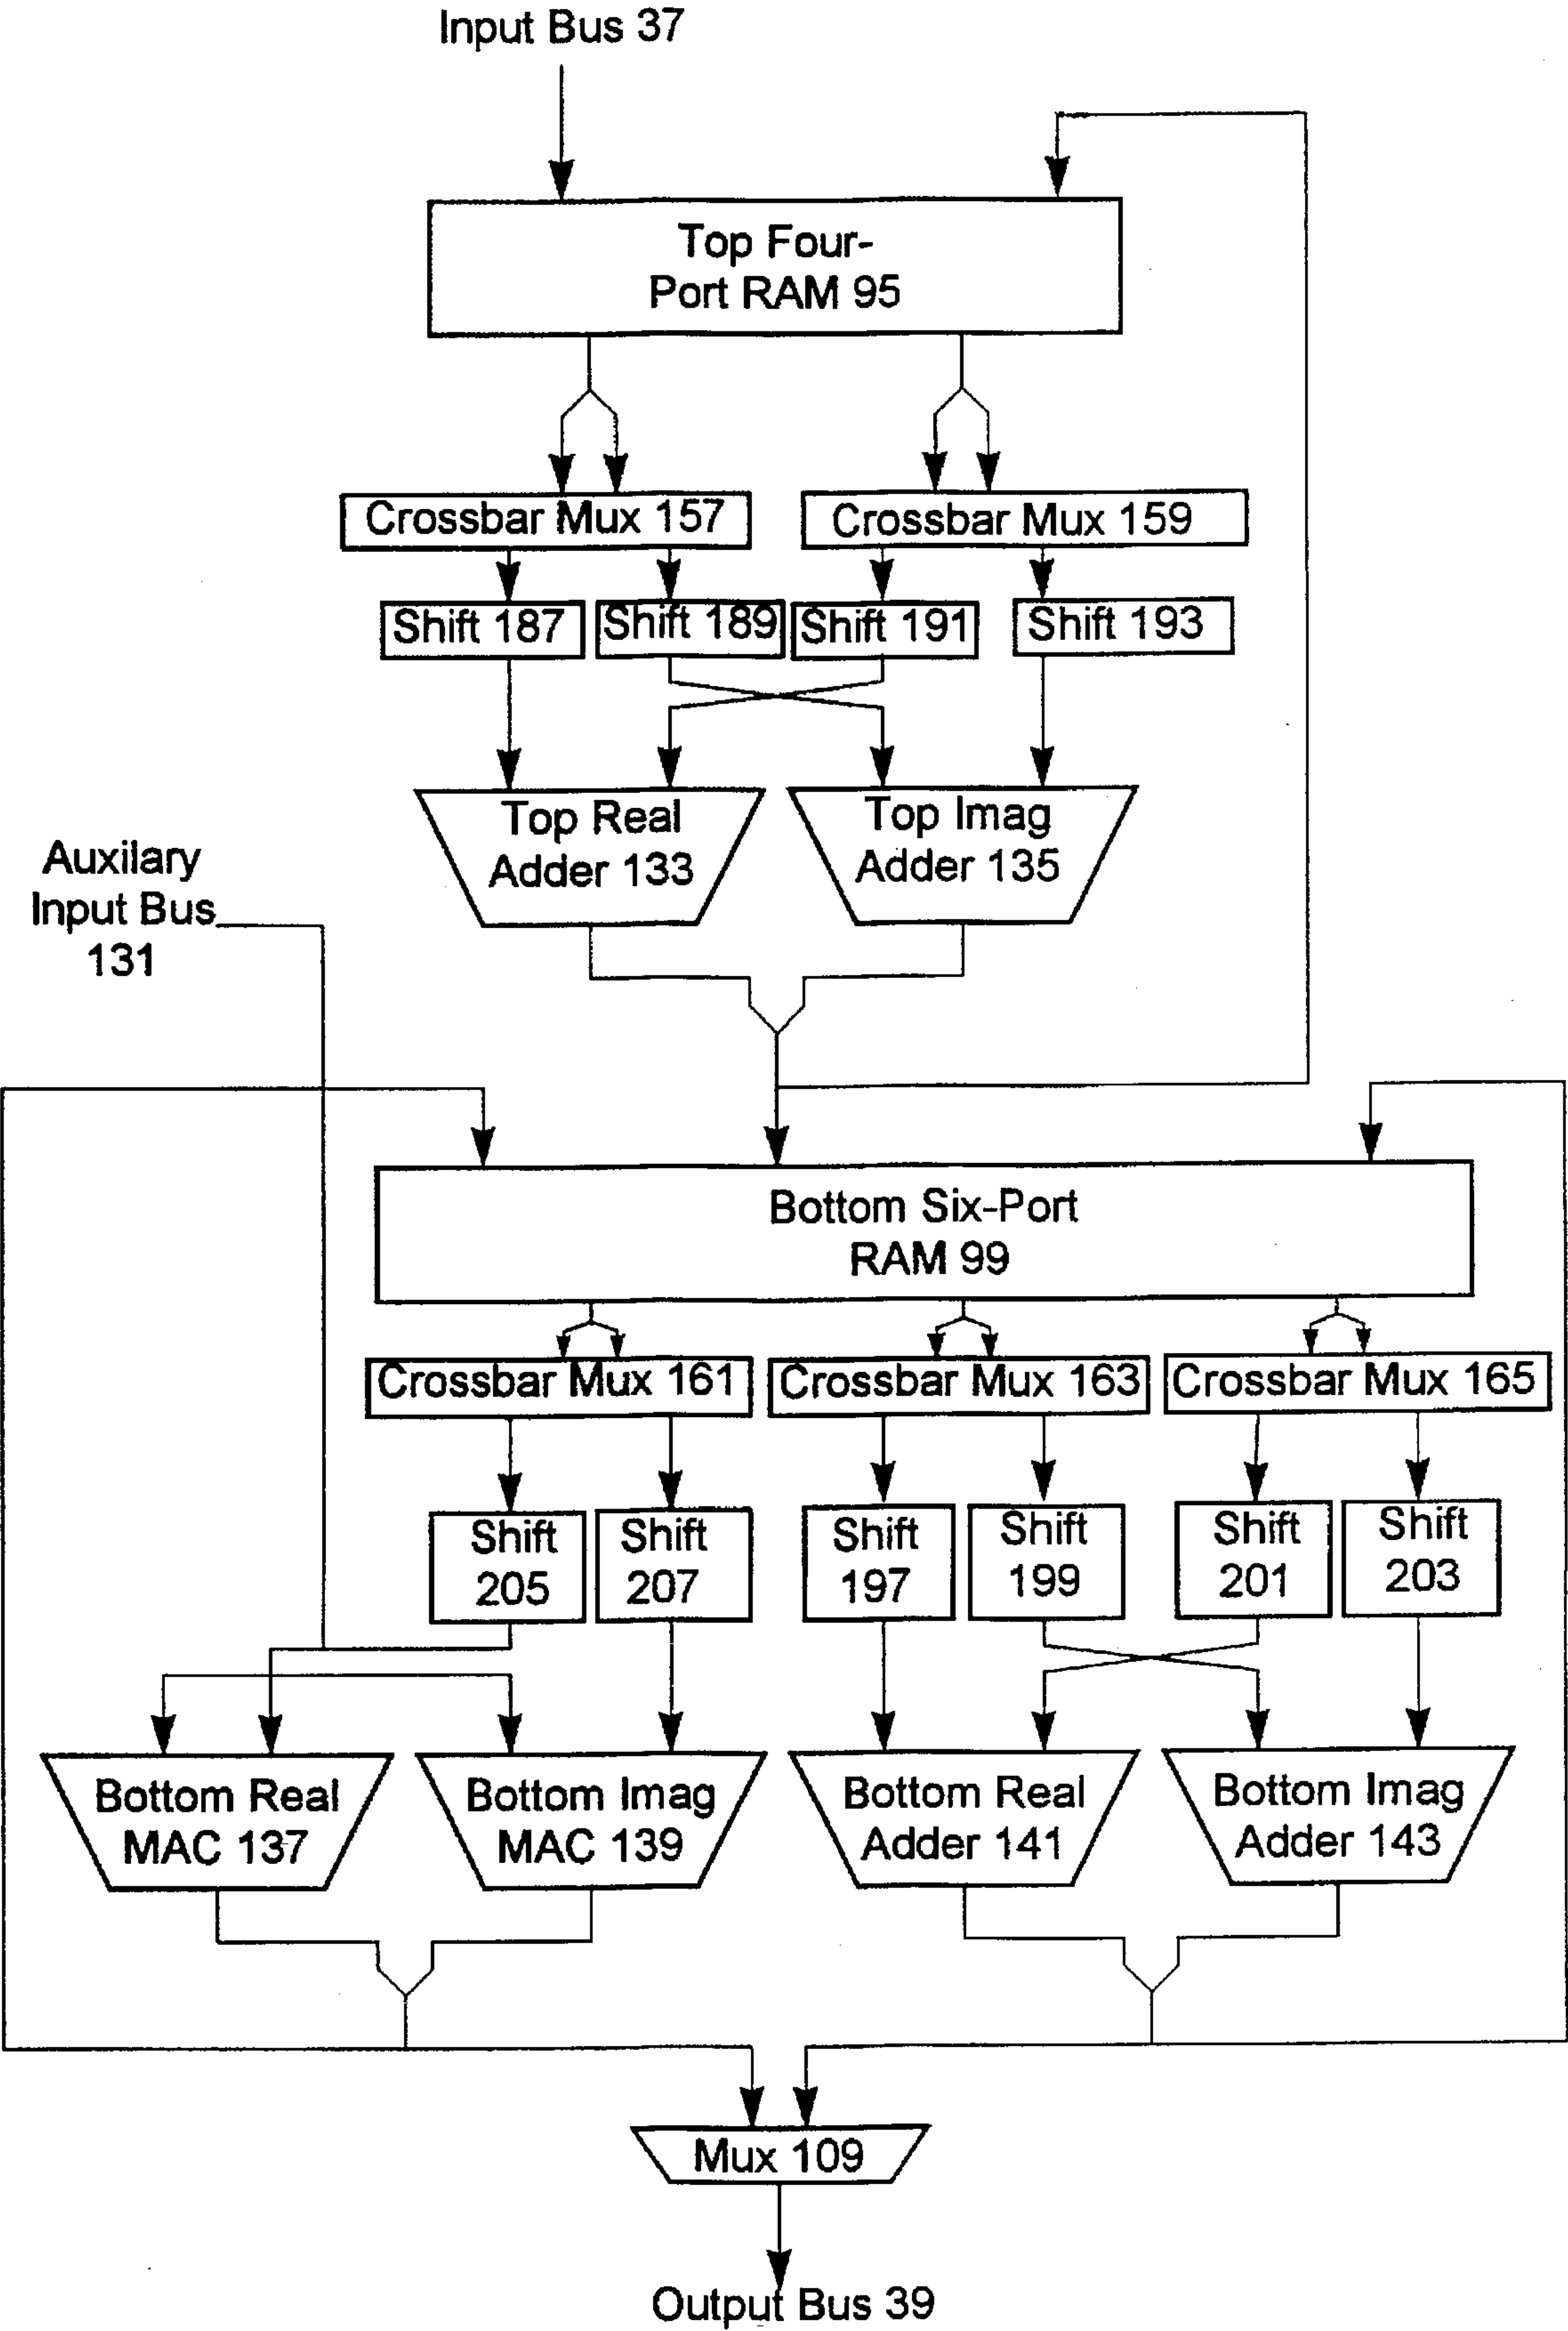 Input Bus 37
Top Four-
Port RAM 95
Crossbar Mux 157
Crossbar Mux 159
Shift 187
Shift 189
Shift 191
Shift 193
Top Real
Adder 133
Top Imag
Adder 135
Auxilary
Input Bus
131
Bottom Six-Port
RAM 99
Crossbar Mux 161
Crossbar Mux 163
Crossbar Mux 165
Shift
205
Shift
207
Shift
197
Shift
199
Shift
201
Shift
203
Bottom Real
MAC 137
Bottom Imag
MAC 139
Bottom Real
Adder 141
Bottom Imag
Adder 143
Mux 109
Output Bus 39